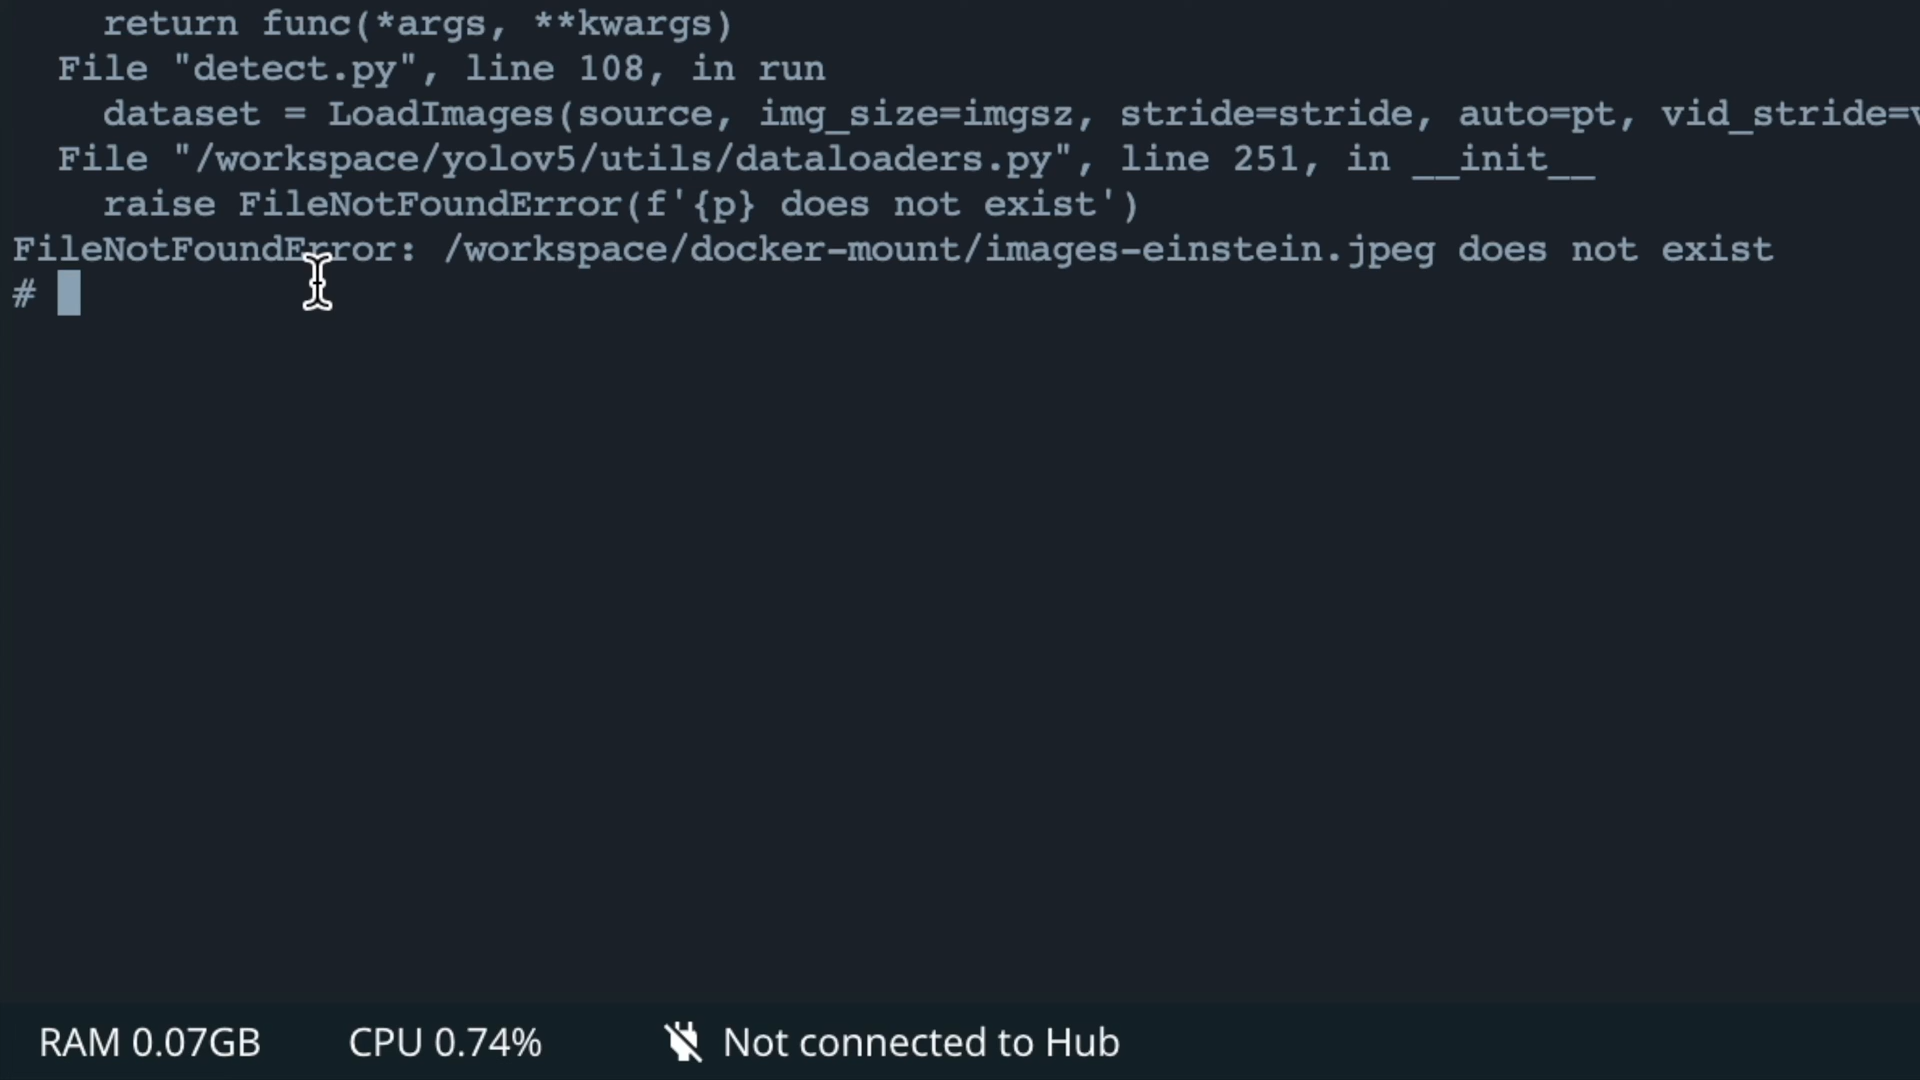 return func(*args, **kwargs)
File "detect.py", line 108, in run
dataset = LoadImages(source, img_size=imgsz, stride=stride, auto=pt, vid_stride=v
File "/workspace/yolov5/utils/dataloaders.py", line 251, in __init__
raise FileNotFoundError(f'{p} does not exist')
FileNotFoundError: /workspace/docker-mount/images-einstein.jpeg does not exist
#
RAM 0.07GB CPU 0.74% Not connected to Hub